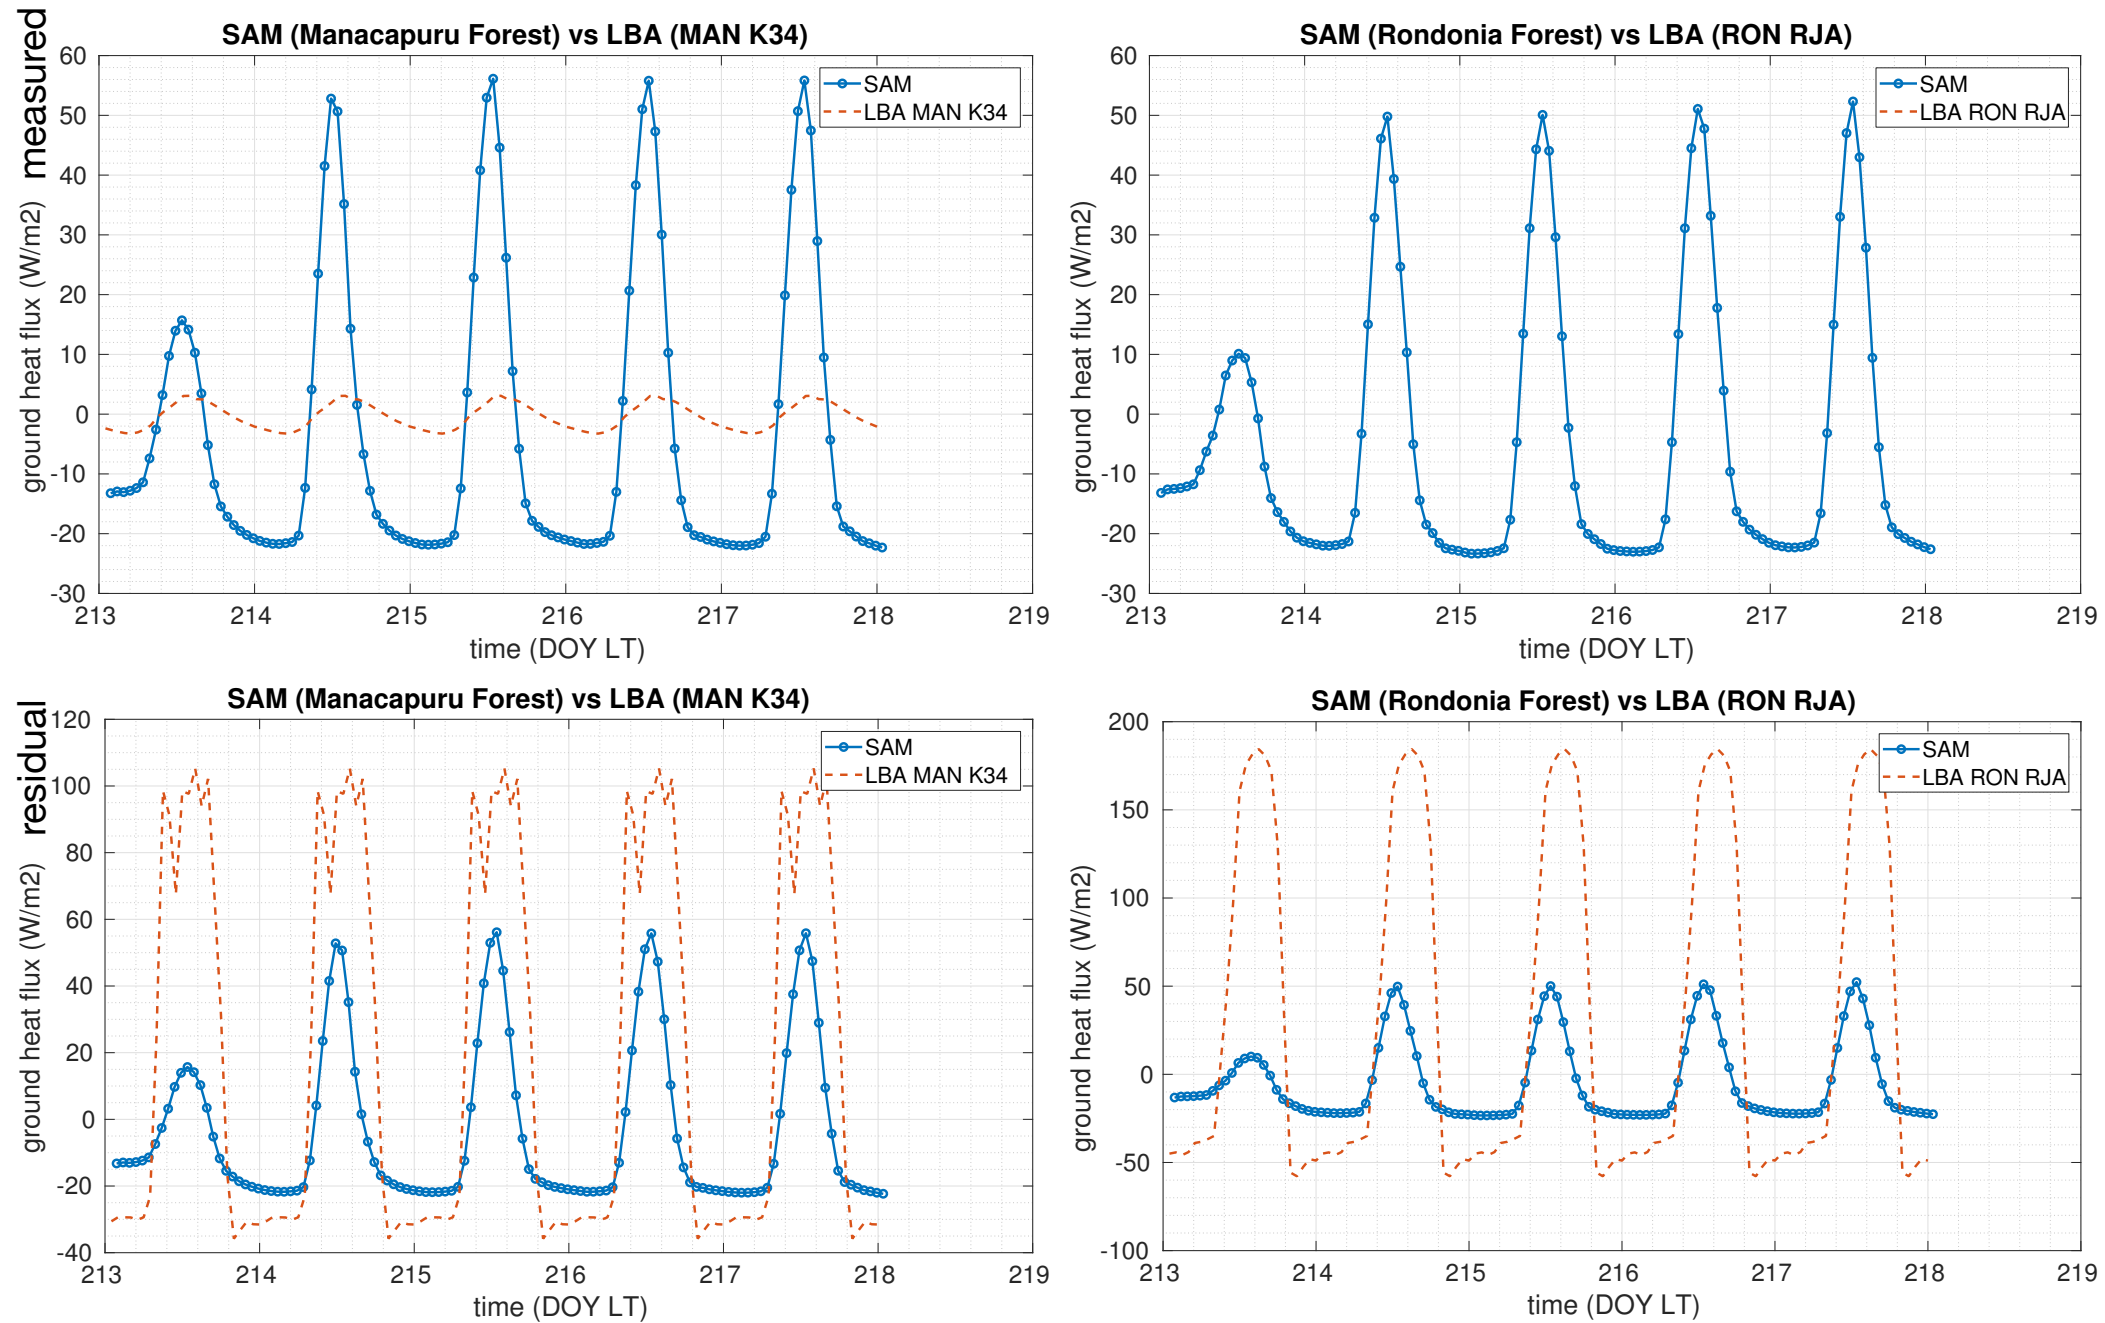 measured
SAM (Manacapuru Forest) vs LBA (MAN K34)
ground heat flux (W/m2)
60
50
40
30
20
10
0
-10
-20
-30
213
214
215
216
217
218
219
time (DOY LT)
SAM
LBA MAN K34
SAM (Rondonia Forest) vs LBA (RON RJA)
ground heat flux (W/m2)
60
50
40
30
20
10
0
-10
-20
-30
213
214
215
216
217
218
219
time (DOY LT)
SAM
LBA RON RJA
residual
SAM (Manacapuru Forest) vs LBA (MAN K34)
ground heat flux (W/m2)
120
100
80
60
40
20
0
-20
-40
213
214
215
216
217
218
219
time (DOY LT)
SAM
LBA MAN K34
SAM (Rondonia Forest) vs LBA (RON RJA)
ground heat flux (W/m2)
200
150
100
50
0
-50
-100
213
214
215
216
217
218
219
time (DOY LT)
SAM
LBA RON RJA